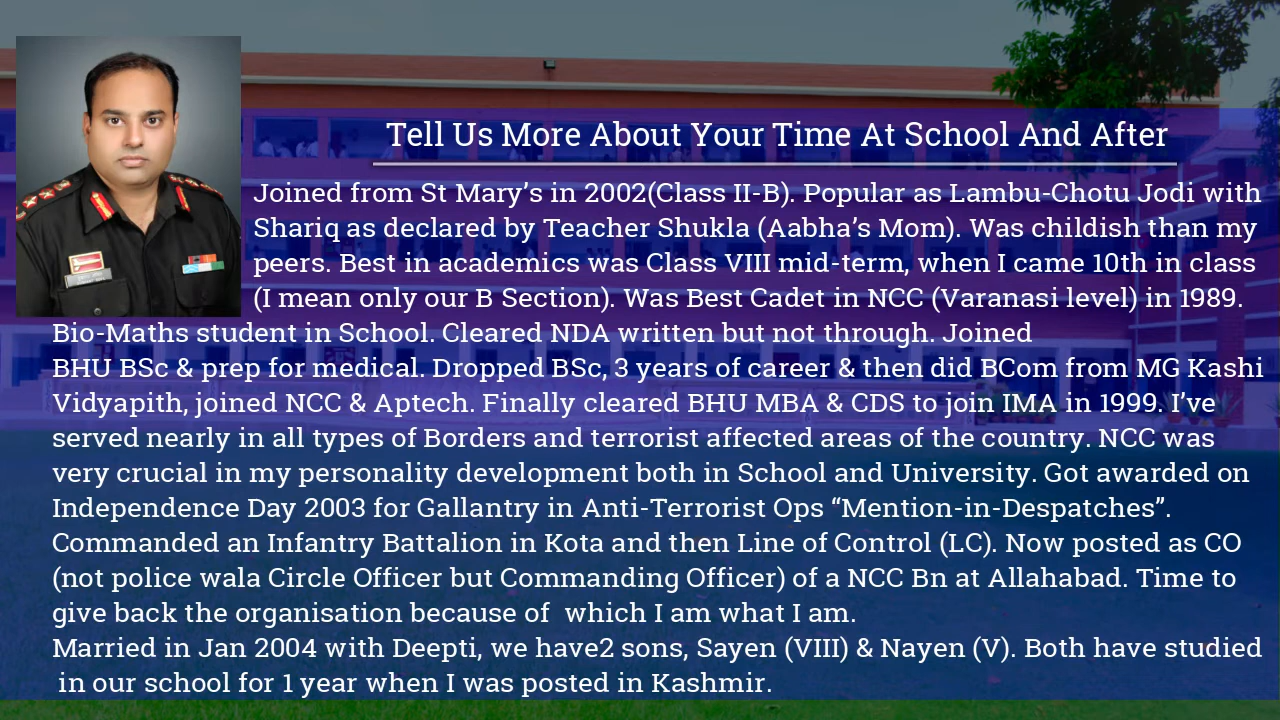 Tell Us More About Your Time At School And After
Joined from St Mary’s in 2002(Class II-B). Popular as Lambu-Chotu Jodi with
Shariq as declared by Teacher Shukla (Aabha’s Mom). Was childish than my
peers. Best in academics was Class VIII mid-term, when I came 10th in class
(I mean only our B Section). Was Best Cadet in NCC (Varanasi level) in 1989.
Bio-Maths student in School. Cleared NDA written but not through. Joined
BHU BSc & prep for medical. Dropped BSc, 3 years of career & then did BCom from MG Kashi
Vidyapith, joined NCC & Aptech. Finally cleared BHU MBA & CDS to join IMA in 1999. I’ve
served nearly in all types of Borders and terrorist affected areas of the country. NCC was
very crucial in my personality development both in School and University. Got awarded on
Independence Day 2003 for Gallantry in Anti-Terrorist Ops “Mention-in-Despatches”.
Commanded an Infantry Battalion in Kota and then Line of Control (LC). Now posted as CO
(not police wala Circle Officer but Commanding Officer) of a NCC Bn at Allahabad. Time to
give back the organisation because of  which I am what I am.
Married in Jan 2004 with Deepti, we have2 sons, Sayen (VIII) & Nayen (V). Both have studied
in our school for 1 year when I was posted in Kashmir.